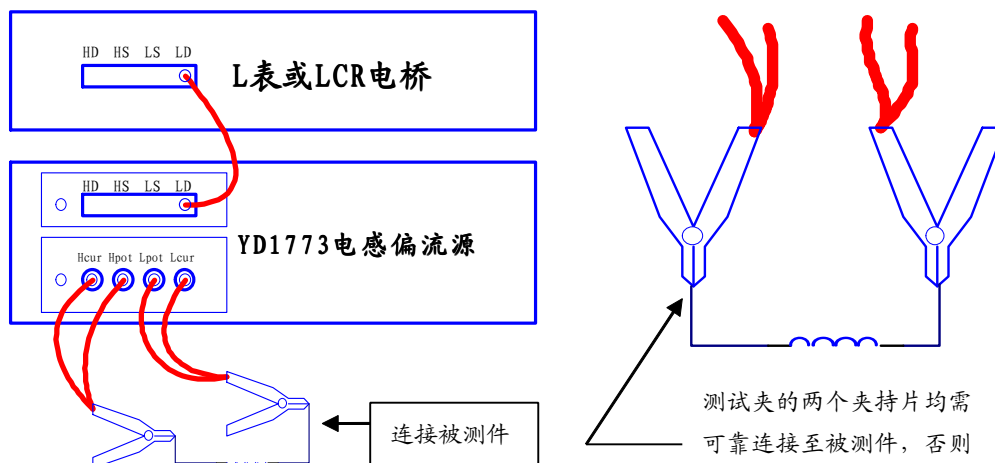 HD HS LS LD
L表或LCR电桥
HD HS LS LD
YD1773电感偏流源
Hcur Hpot Lpot Lcur
连接被测件
测试夹的两个夹持片均需
可靠连接至被测件，否则